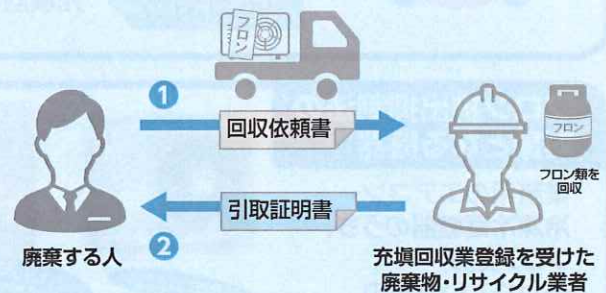 フロン
①
回収依頼書
フロン
フロン類を
回収
引取証明書
②
廃棄する人
充塡回収業登録を受けた
廃棄物・リサイクル業者